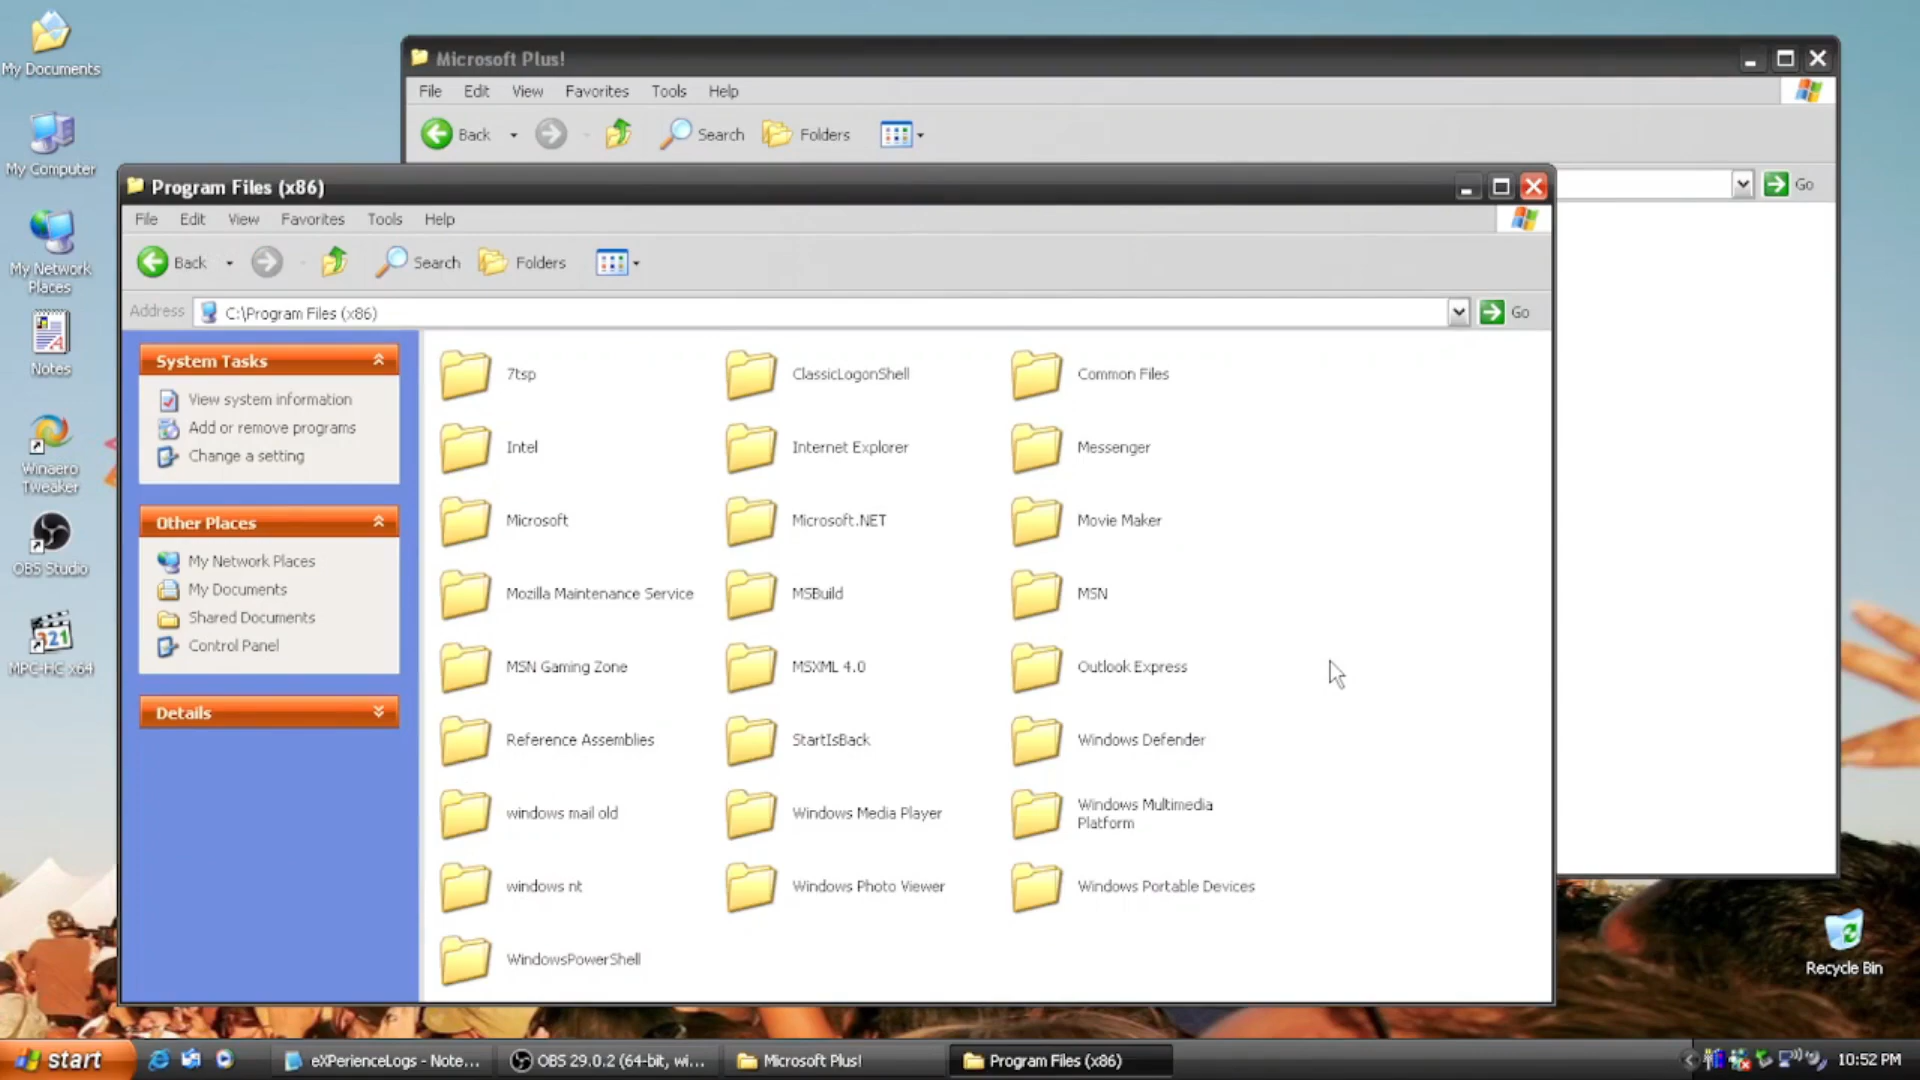 My Documents
My Computer
My Network
Places
Notes
Winaero
Tweaker
OBS Studio
MPC-HC x64
Microsoft Plus!
File Edit View Favorites Tools Help
Back Search Folders
Go
Program Files (x86)
File Edit View Favorites Tools Help
Back Search Folders
Address C:\Program Files (x86) Go
System Tasks
View system information
Add or remove programs
Change a setting
Other Places
My Network Places
My Documents
Shared Documents
Control Panel
Details
7tsp ClassicLogonShell Common Files
Intel Internet Explorer Messenger
Microsoft Microsoft.NET Movie Maker
Mozilla Maintenance Service MSBuild MSN
MSN Gaming Zone MSXML 4.0 Outlook Express
Reference Assemblies StartIsBack Windows Defender
windows mail old Windows Media Player Windows Multimedia
Platform
windows nt Windows Photo Viewer Windows Portable Devices
WindowsPowerShell
Recycle Bin
start eXPerienceLogs - Note... OBS 29.0.2 (64-bit, wi... Microsoft Plus! Program Files (x86) 10:52 PM